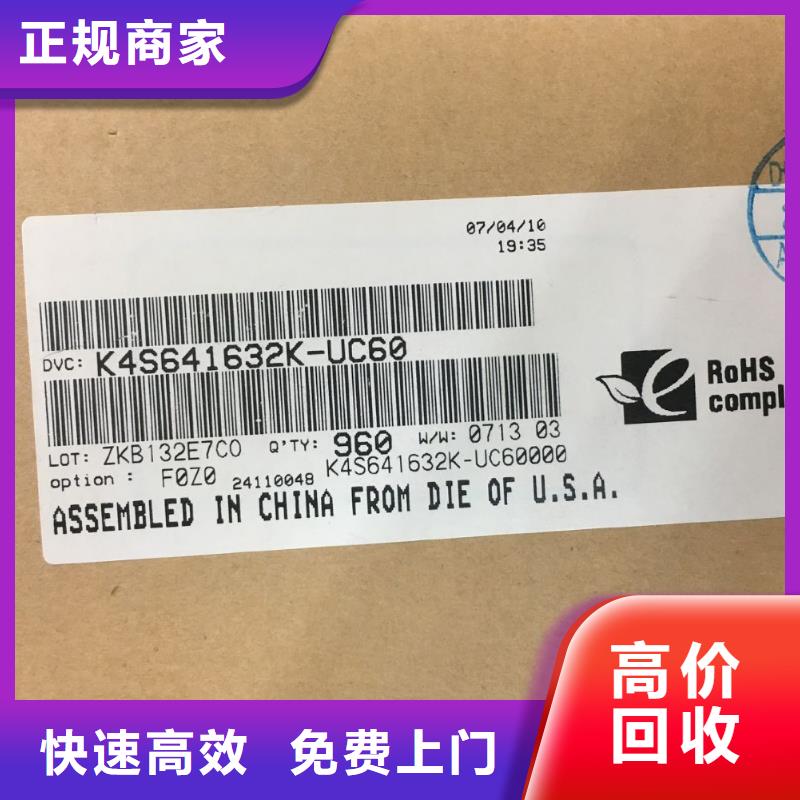 正规商家
07/04/10
19:35
DVC: K4S641632K-UC60
LOT: ZKB132E7C0 Q'TY: 960 W/W: 0713 03
option : F0Z0 24110048 K4S641632K-UC60000
ASSEMBLED IN CHINA FROM DIE OF U.S.A.
RoHS
compl
高价
回收
快速高效 免费上门